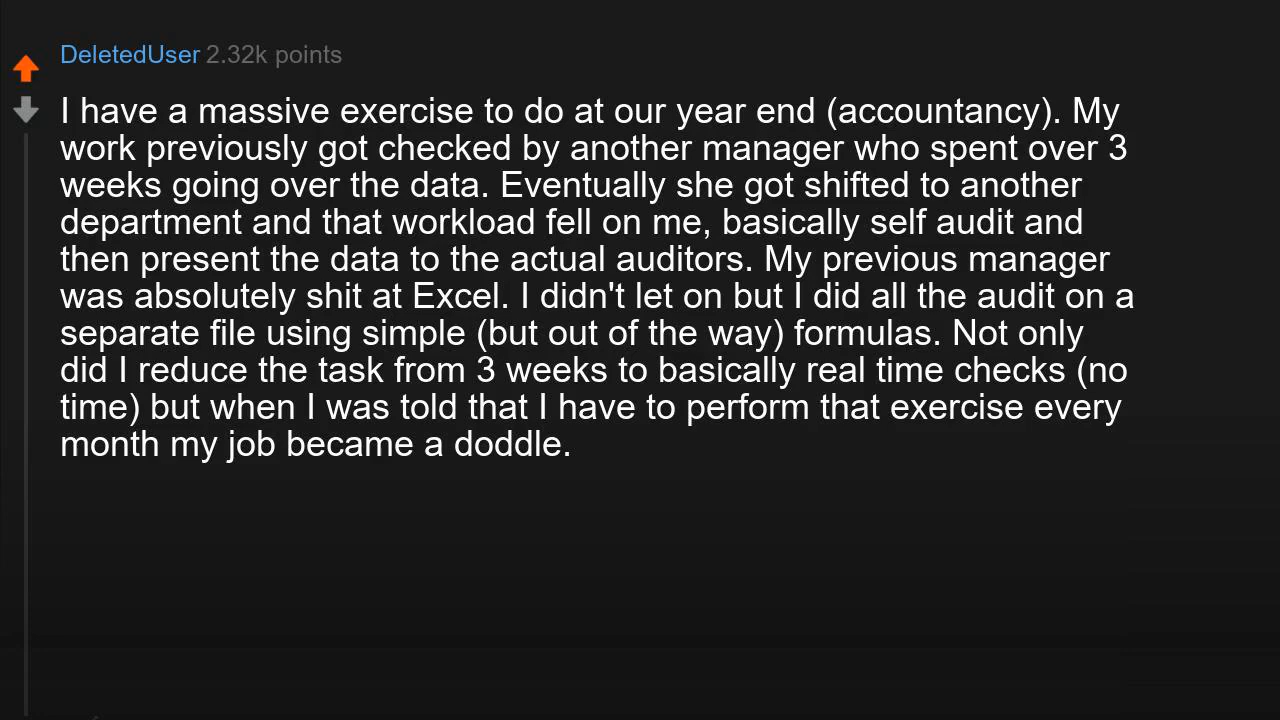 DeletedUser 2.32k points
I have a massive exercise to do at our year end (accountancy). My
work previously got checked by another manager who spent over 3
weeks going over the data. Eventually she got shifted to another
department and that workload fell on me, basically self audit and
then present the data to the actual auditors. My previous manager
was absolutely shit at Excel. I didn't let on but I did all the audit on a
separate file using simple (but out of the way) formulas. Not only
did I reduce the task from 3 weeks to basically real time checks (no
time) but when I was told that I have to perform that exercise every
month my job became a doddle.